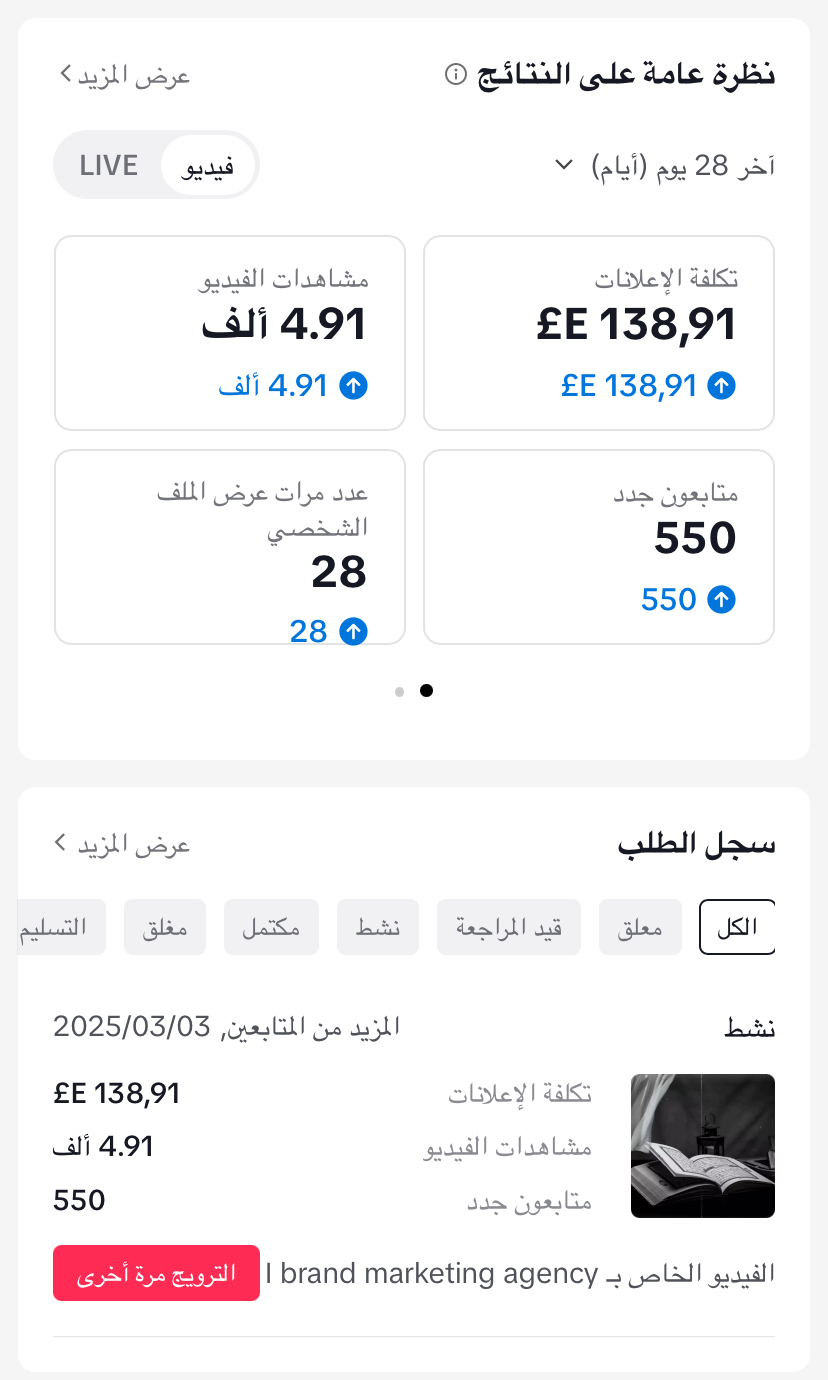 نظرة عامة على النتائج
عرض المزيد
آخر 28 يوم (أيام)
فيديو
LIVE
تكلفة الإعلانات
E£ 138,91
E£ 138,91
مشاهدات الفيديو
4.91 ألف
4.91 ألف
متابعون جدد
550
550
عدد مرات عرض الملف
الشخصي
28
28
سجل الطلب
عرض المزيد
الكل
معلق
قيد المراجعة
نشط
مكتمل
مغلق
التسليم
نشط
المزيد من المتابعين, 2025/03/03
تكلفة الإعلانات
E£ 138,91
مشاهدات الفيديو
4.91 ألف
متابعون جدد
550
الفيديو الخاص بـ l brand marketing agency
الترويج مرة أخرى